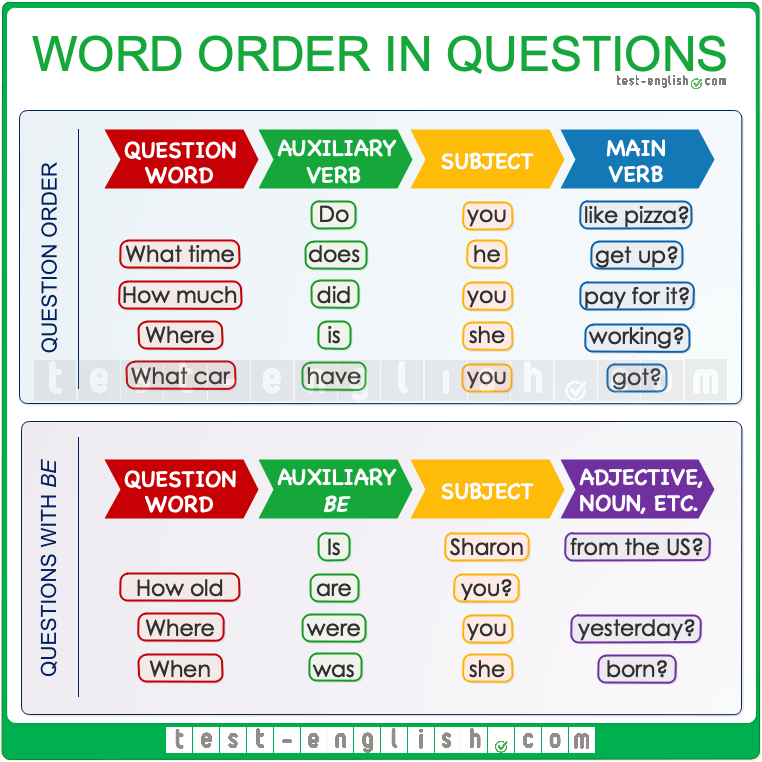 WORD ORDER IN QUESTIONS
test-english.com
QUESTION ORDER
QUESTION WORD AUXILIARY VERB SUBJECT MAIN VERB
Do you like pizza?
What time does he get up?
How much did you pay for it?
Where is she working?
What car have you got?
test-english.com
QUESTIONS WITH BE
QUESTION WORD AUXILIARY BE SUBJECT ADJECTIVE, NOUN, ETC.
Is Sharon from the US?
How old are you?
Where were you yesterday?
When was she born?
test-english.com